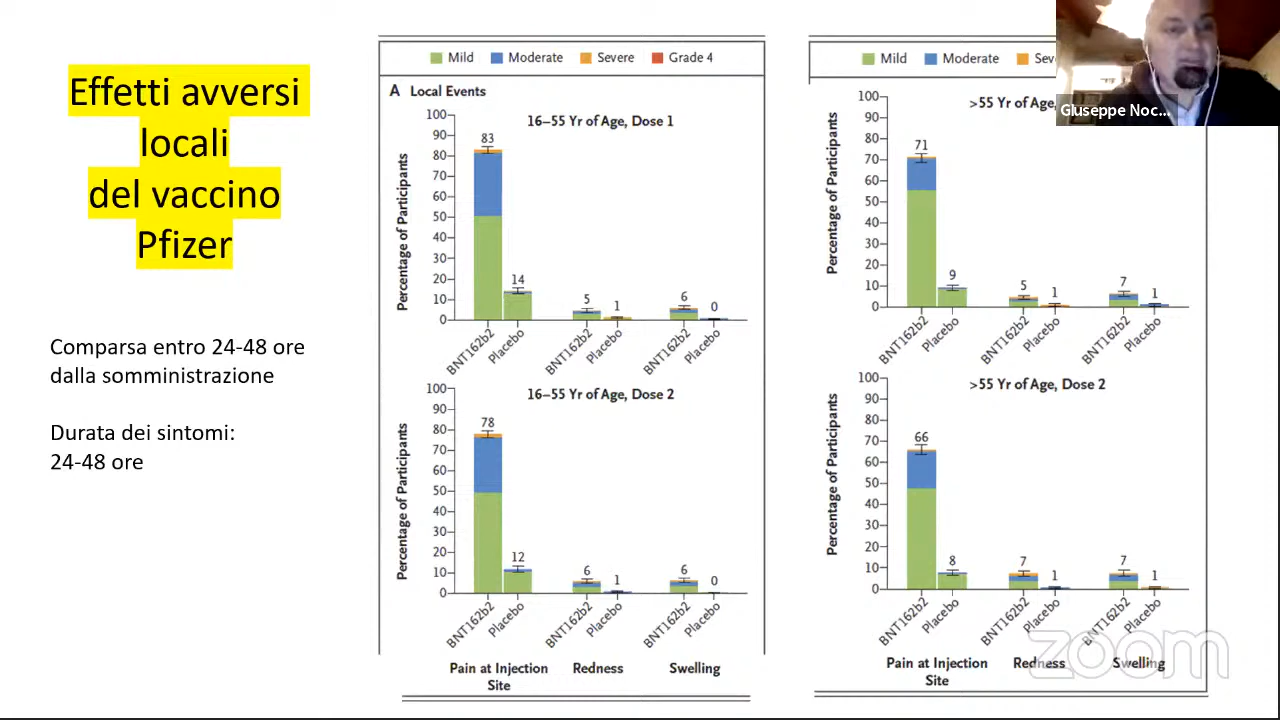 Effetti avversi
locali
del vaccino
Pfizer
Comparsa entro 24-48 ore
dalla somministrazione
Durata dei sintomi:
24-48 ore
Mild Moderate Severe Grade 4
A Local Events
16–55 Yr of Age, Dose 1
Percentage of Participants
100
90
80
70
60
50
40
30
20
10
0
83
14
5
1
6
0
BNT162b2
Placebo
BNT162b2
Placebo
BNT162b2
Placebo
16–55 Yr of Age, Dose 2
Percentage of Participants
100
90
80
70
60
50
40
30
20
10
0
78
12
6
1
6
0
BNT162b2
Placebo
BNT162b2
Placebo
BNT162b2
Placebo
Pain at Injection
Site
Redness
Swelling
Mild Moderate
>55 Yr of Age,
Percentage of Participants
100
90
80
70
60
50
40
30
20
10
0
71
9
5
1
7
1
BNT162b2
Placebo
BNT162b2
Placebo
BNT162b2
Placebo
>55 Yr of Age, Dose 2
Percentage of Participants
100
90
80
70
60
50
40
30
20
10
0
66
8
7
1
7
1
BNT162b2
Placebo
BNT162b2
Placebo
BNT162b2
Placebo
Pain at Injection
Site
Redness
Swelling
Giuseppe Noc...
zoom